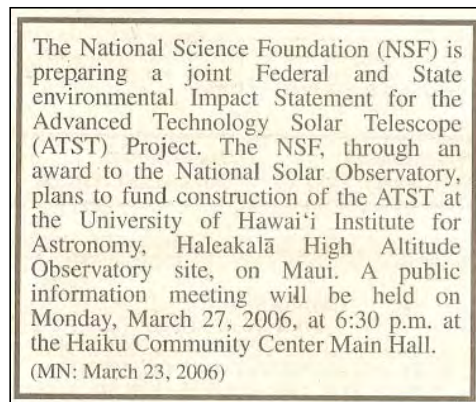 The National Science Foundation (NSF) is
preparing a joint Federal and State
environmental Impact Statement for the
Advanced Technology Solar Telescope
(ATST) Project. The NSF, through an
award to the National Solar Observatory,
plans to fund construction of the ATST at
the University of Hawai‘i Institute for
Astronomy, Haleakalā High Altitude
Observatory site, on Maui. A public
information meeting will be held on
Monday, March 27, 2006, at 6:30 p.m. at
the Haiku Community Center Main Hall.
(MN: March 23, 2006)